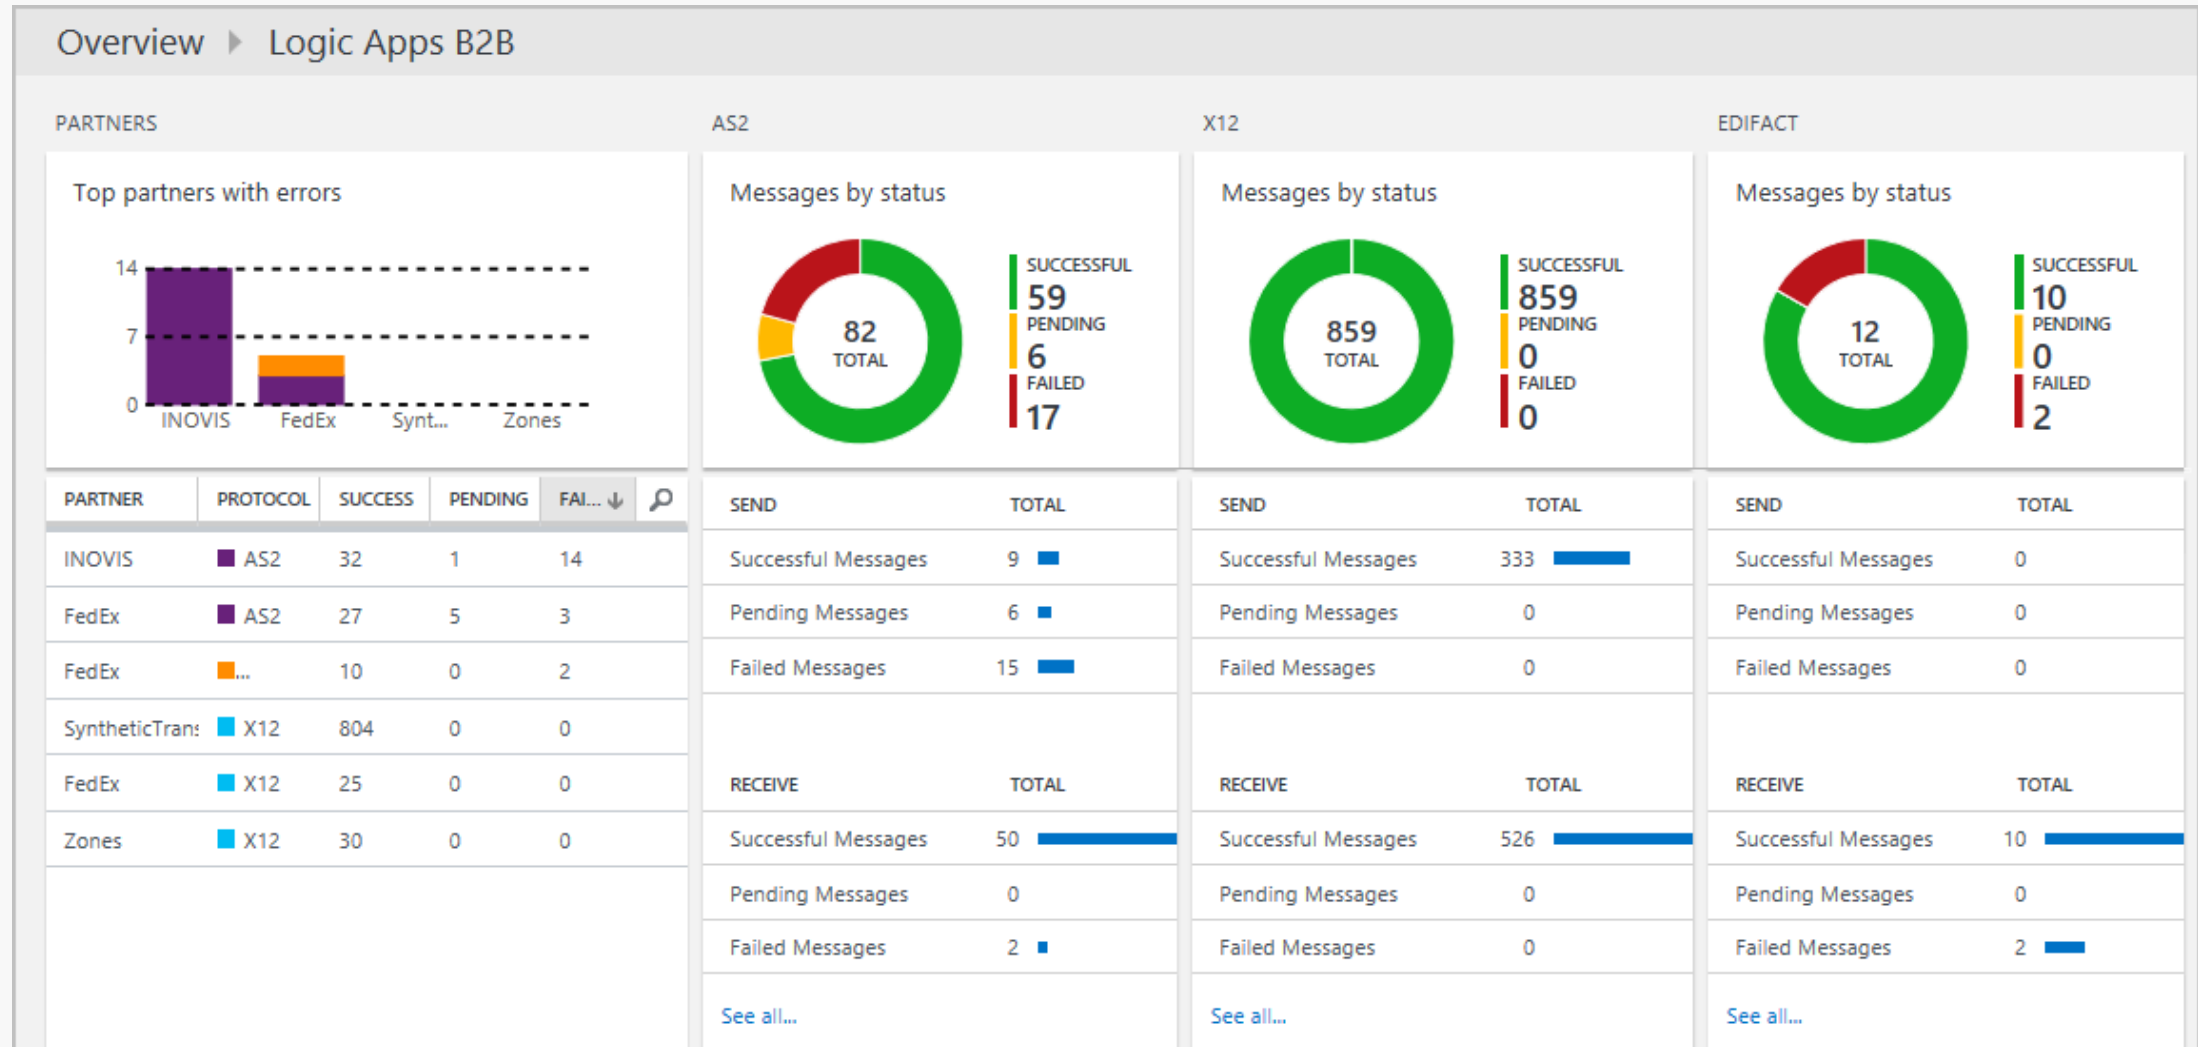 Overview Logic Apps B2B
PARTNERS
Top partners with errors
14
7
0
INOVIS FedEx Synt... Zones
PARTNER PROTOCOL SUCCESS PENDING FAI...
INOVIS AS2 32 1 14
FedEx AS2 27 5 3
FedEx ... 10 0 2
SyntheticTrans X12 804 0 0
FedEx X12 25 0 0
Zones X12 30 0 0
AS2
Messages by status
82
TOTAL
SUCCESSFUL
59
PENDING
6
FAILED
17
SEND TOTAL
Successful Messages 9
Pending Messages 6
Failed Messages 15
RECEIVE TOTAL
Successful Messages 50
Pending Messages 0
Failed Messages 2
See all...
X12
Messages by status
859
TOTAL
SUCCESSFUL
859
PENDING
0
FAILED
0
SEND TOTAL
Successful Messages 333
Pending Messages 0
Failed Messages 0
RECEIVE TOTAL
Successful Messages 526
Pending Messages 0
Failed Messages 0
See all...
EDIFACT
Messages by status
12
TOTAL
SUCCESSFUL
10
PENDING
0
FAILED
2
SEND TOTAL
Successful Messages 0
Pending Messages 0
Failed Messages 0
RECEIVE TOTAL
Successful Messages 10
Pending Messages 0
Failed Messages 2
See all...